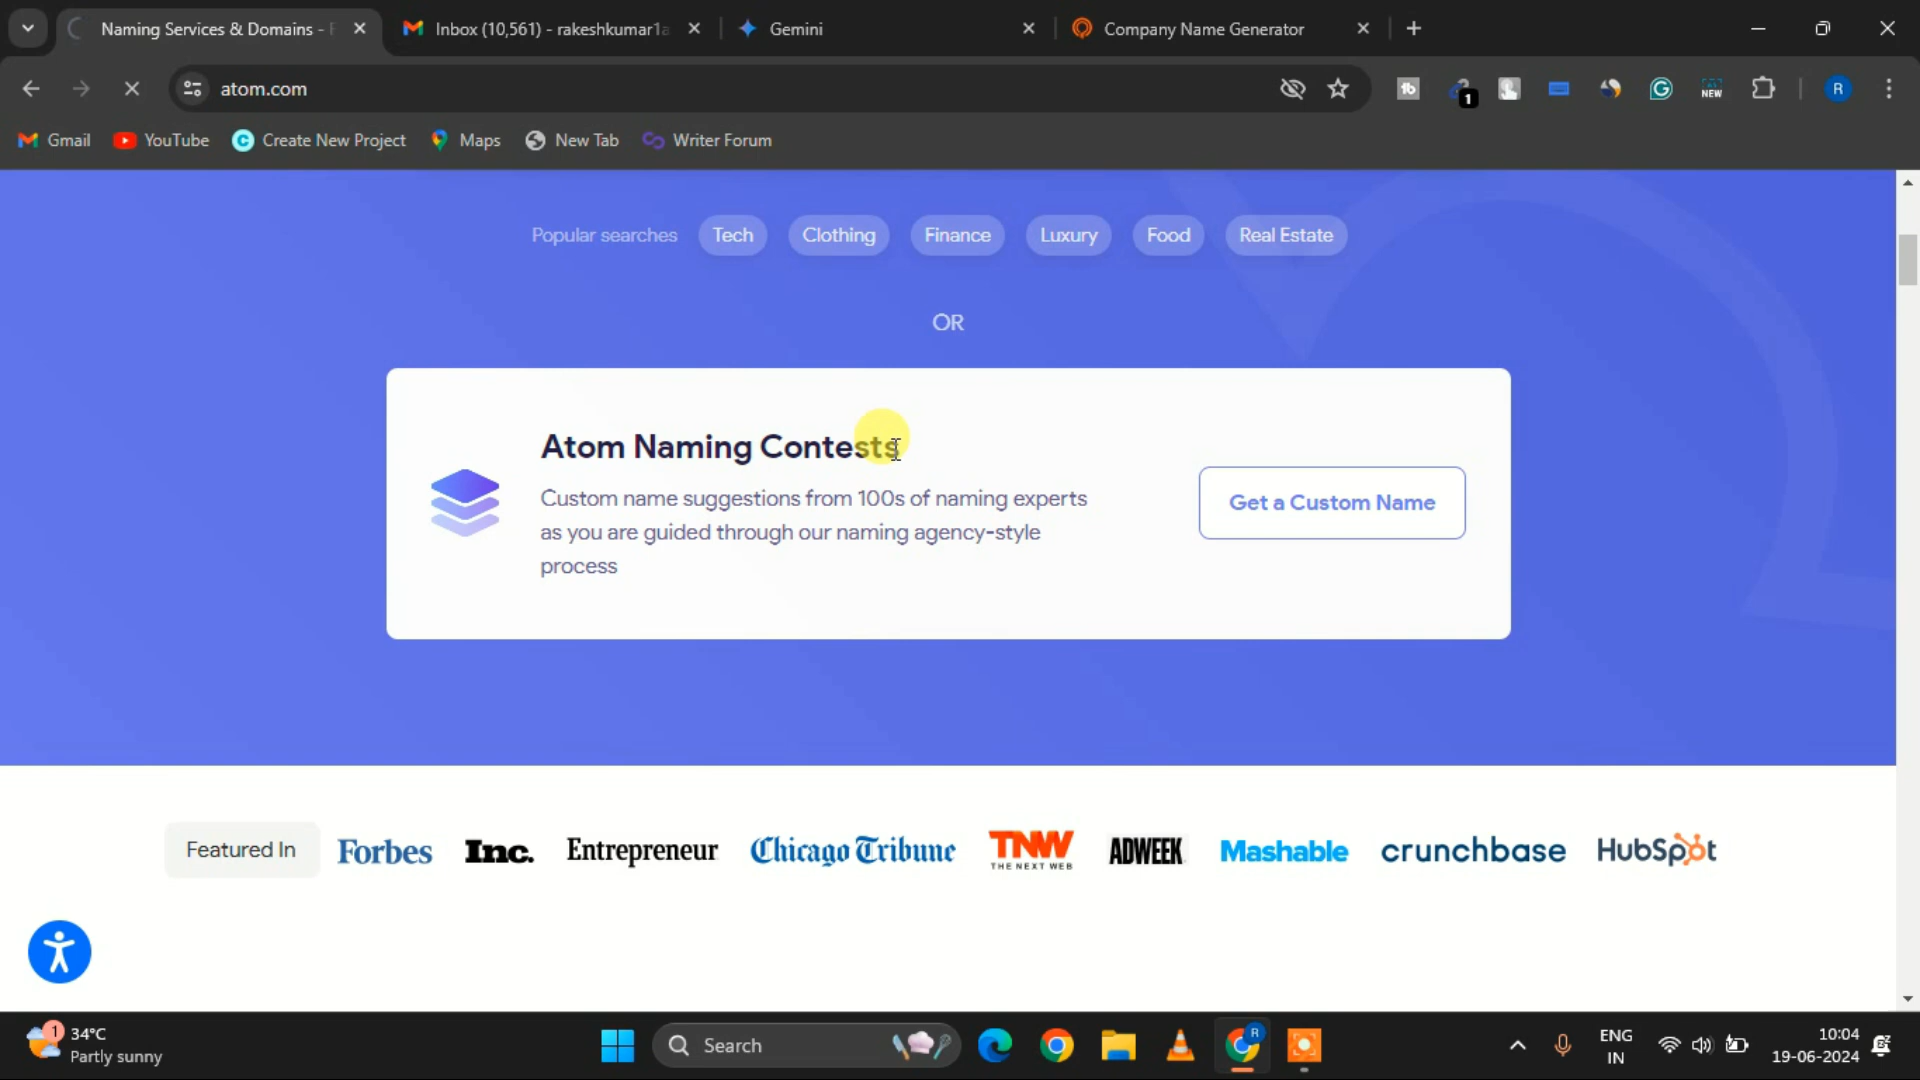 Naming Services & Domains -
Inbox (10,561) - rakeshkumar1a
Gemini
Company Name Generator
atom.com
1
NEW
R
Gmail
YouTube
Create New Project
Maps
New Tab
Writer Forum
Popular searches
Tech
Clothing
Finance
Luxury
Food
Real Estate
OR
Atom Naming Contests
Custom name suggestions from 100s of naming experts
as you are guided through our naming agency-style
process
Get a Custom Name
Featured In
Forbes
Inc.
Entrepreneur
Chicago Tribune
TNW
THE NEXT WEB
ADWEEK
Mashable
crunchbase
HubSpot
1
34°C
Partly sunny
Search
R
ENG
IN
10:04
19-06-2024